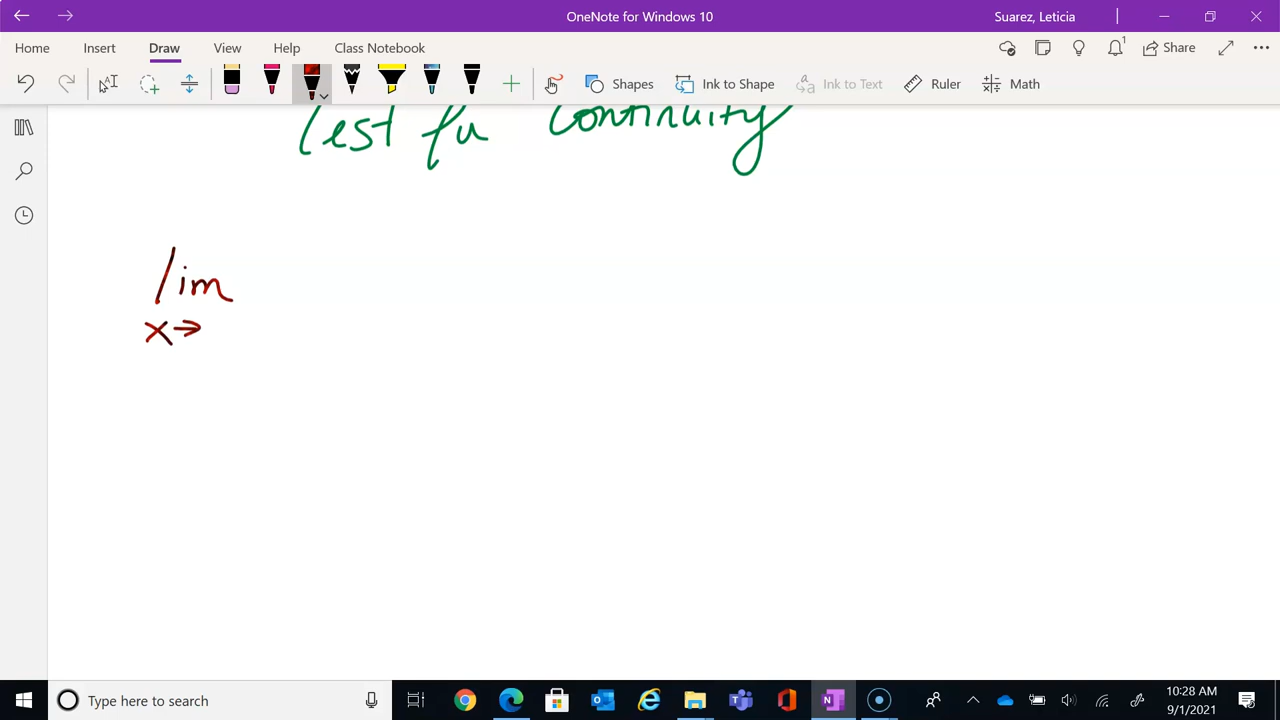 OneNote for Windows 10
Suarez, Leticia
Home Insert Draw View Help Class Notebook Share
Shapes Ink to Shape Ink to Text Ruler Math
Test for continuity
lim
x→
Type here to search
10:28 AM
9/1/2021